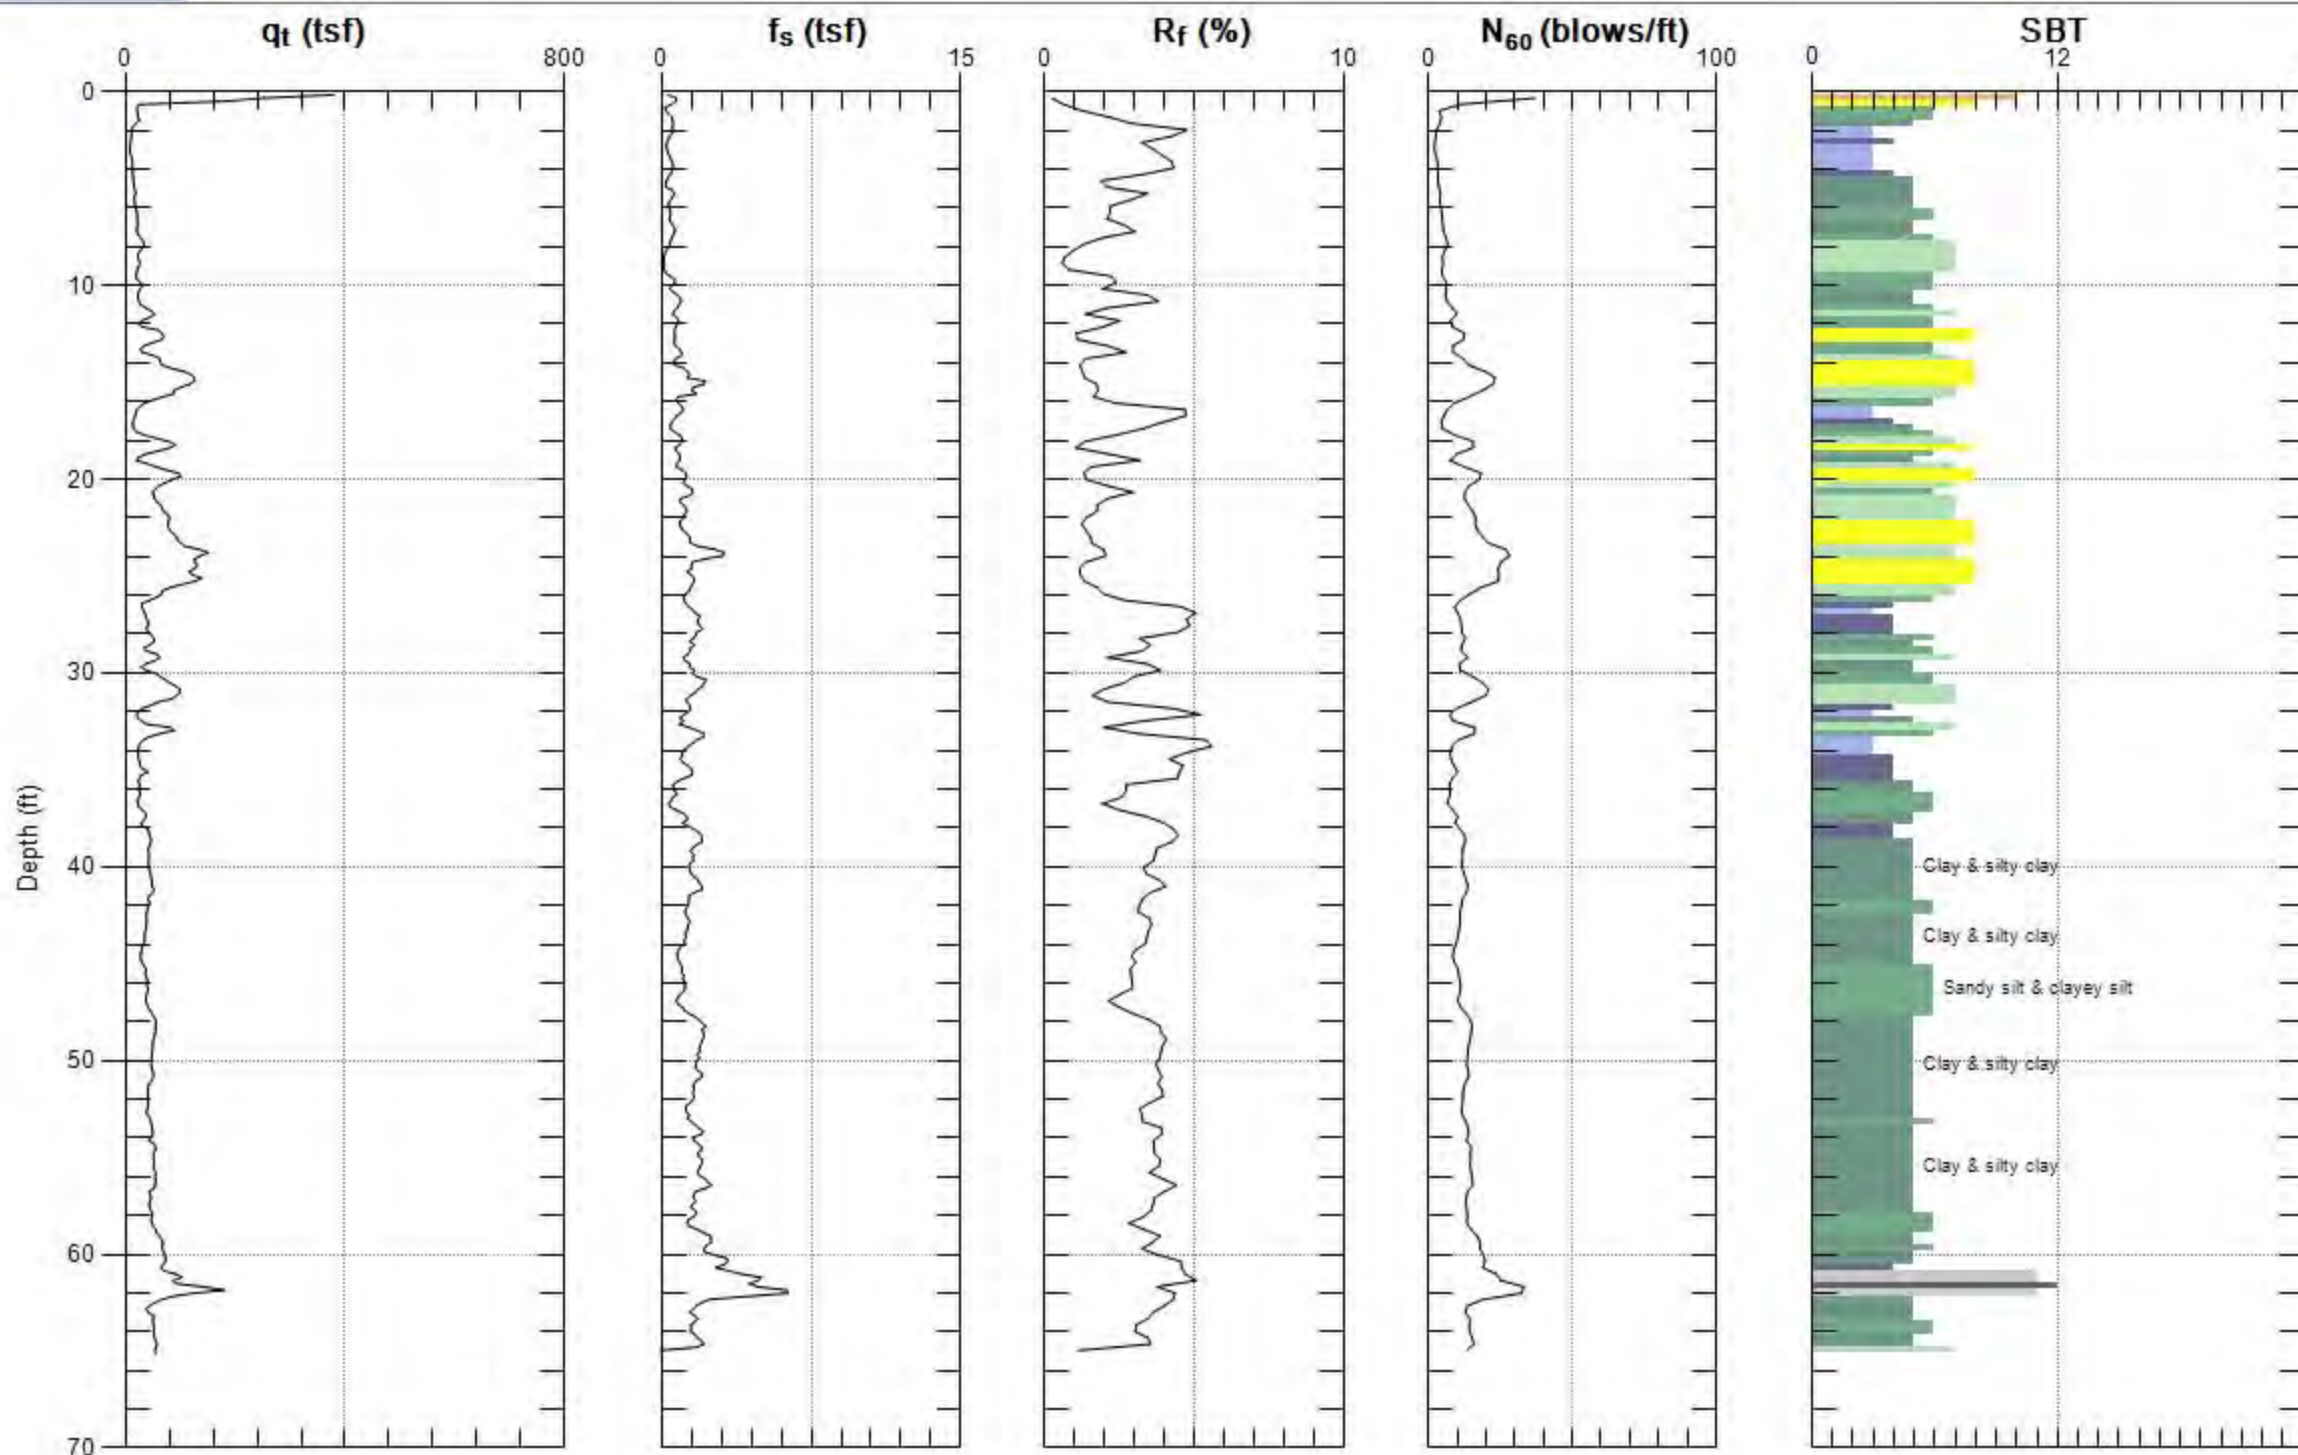 qt (tsf) fs (tsf) Rf (%) N60 (blows/ft) SBT
0 800 0 15 0 10 0 100 0 12
0
10
20
30
Depth (ft)
40
Clay & silty clay
Clay & silty clay
Sandy silt & clayey silt
50
Clay & silty clay
Clay & silty clay
60
70